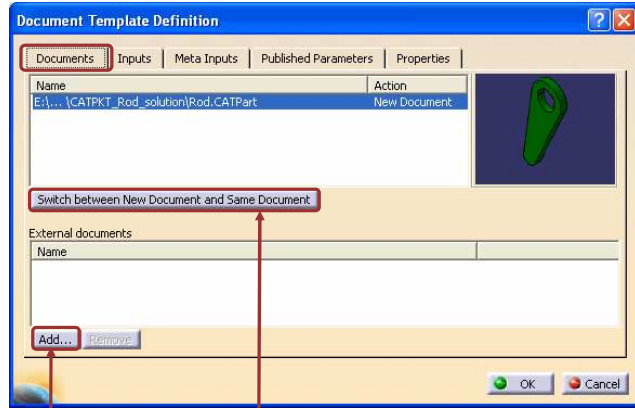 Document Template Definition
Documents Inputs Meta Inputs Published Parameters Properties
Name Action
E:\... \CATPKT_Rod_solution\Rod.CATPart New Document
Switch between New Document and Same Document
External documents
Name
Add... Remove
OK Cancel